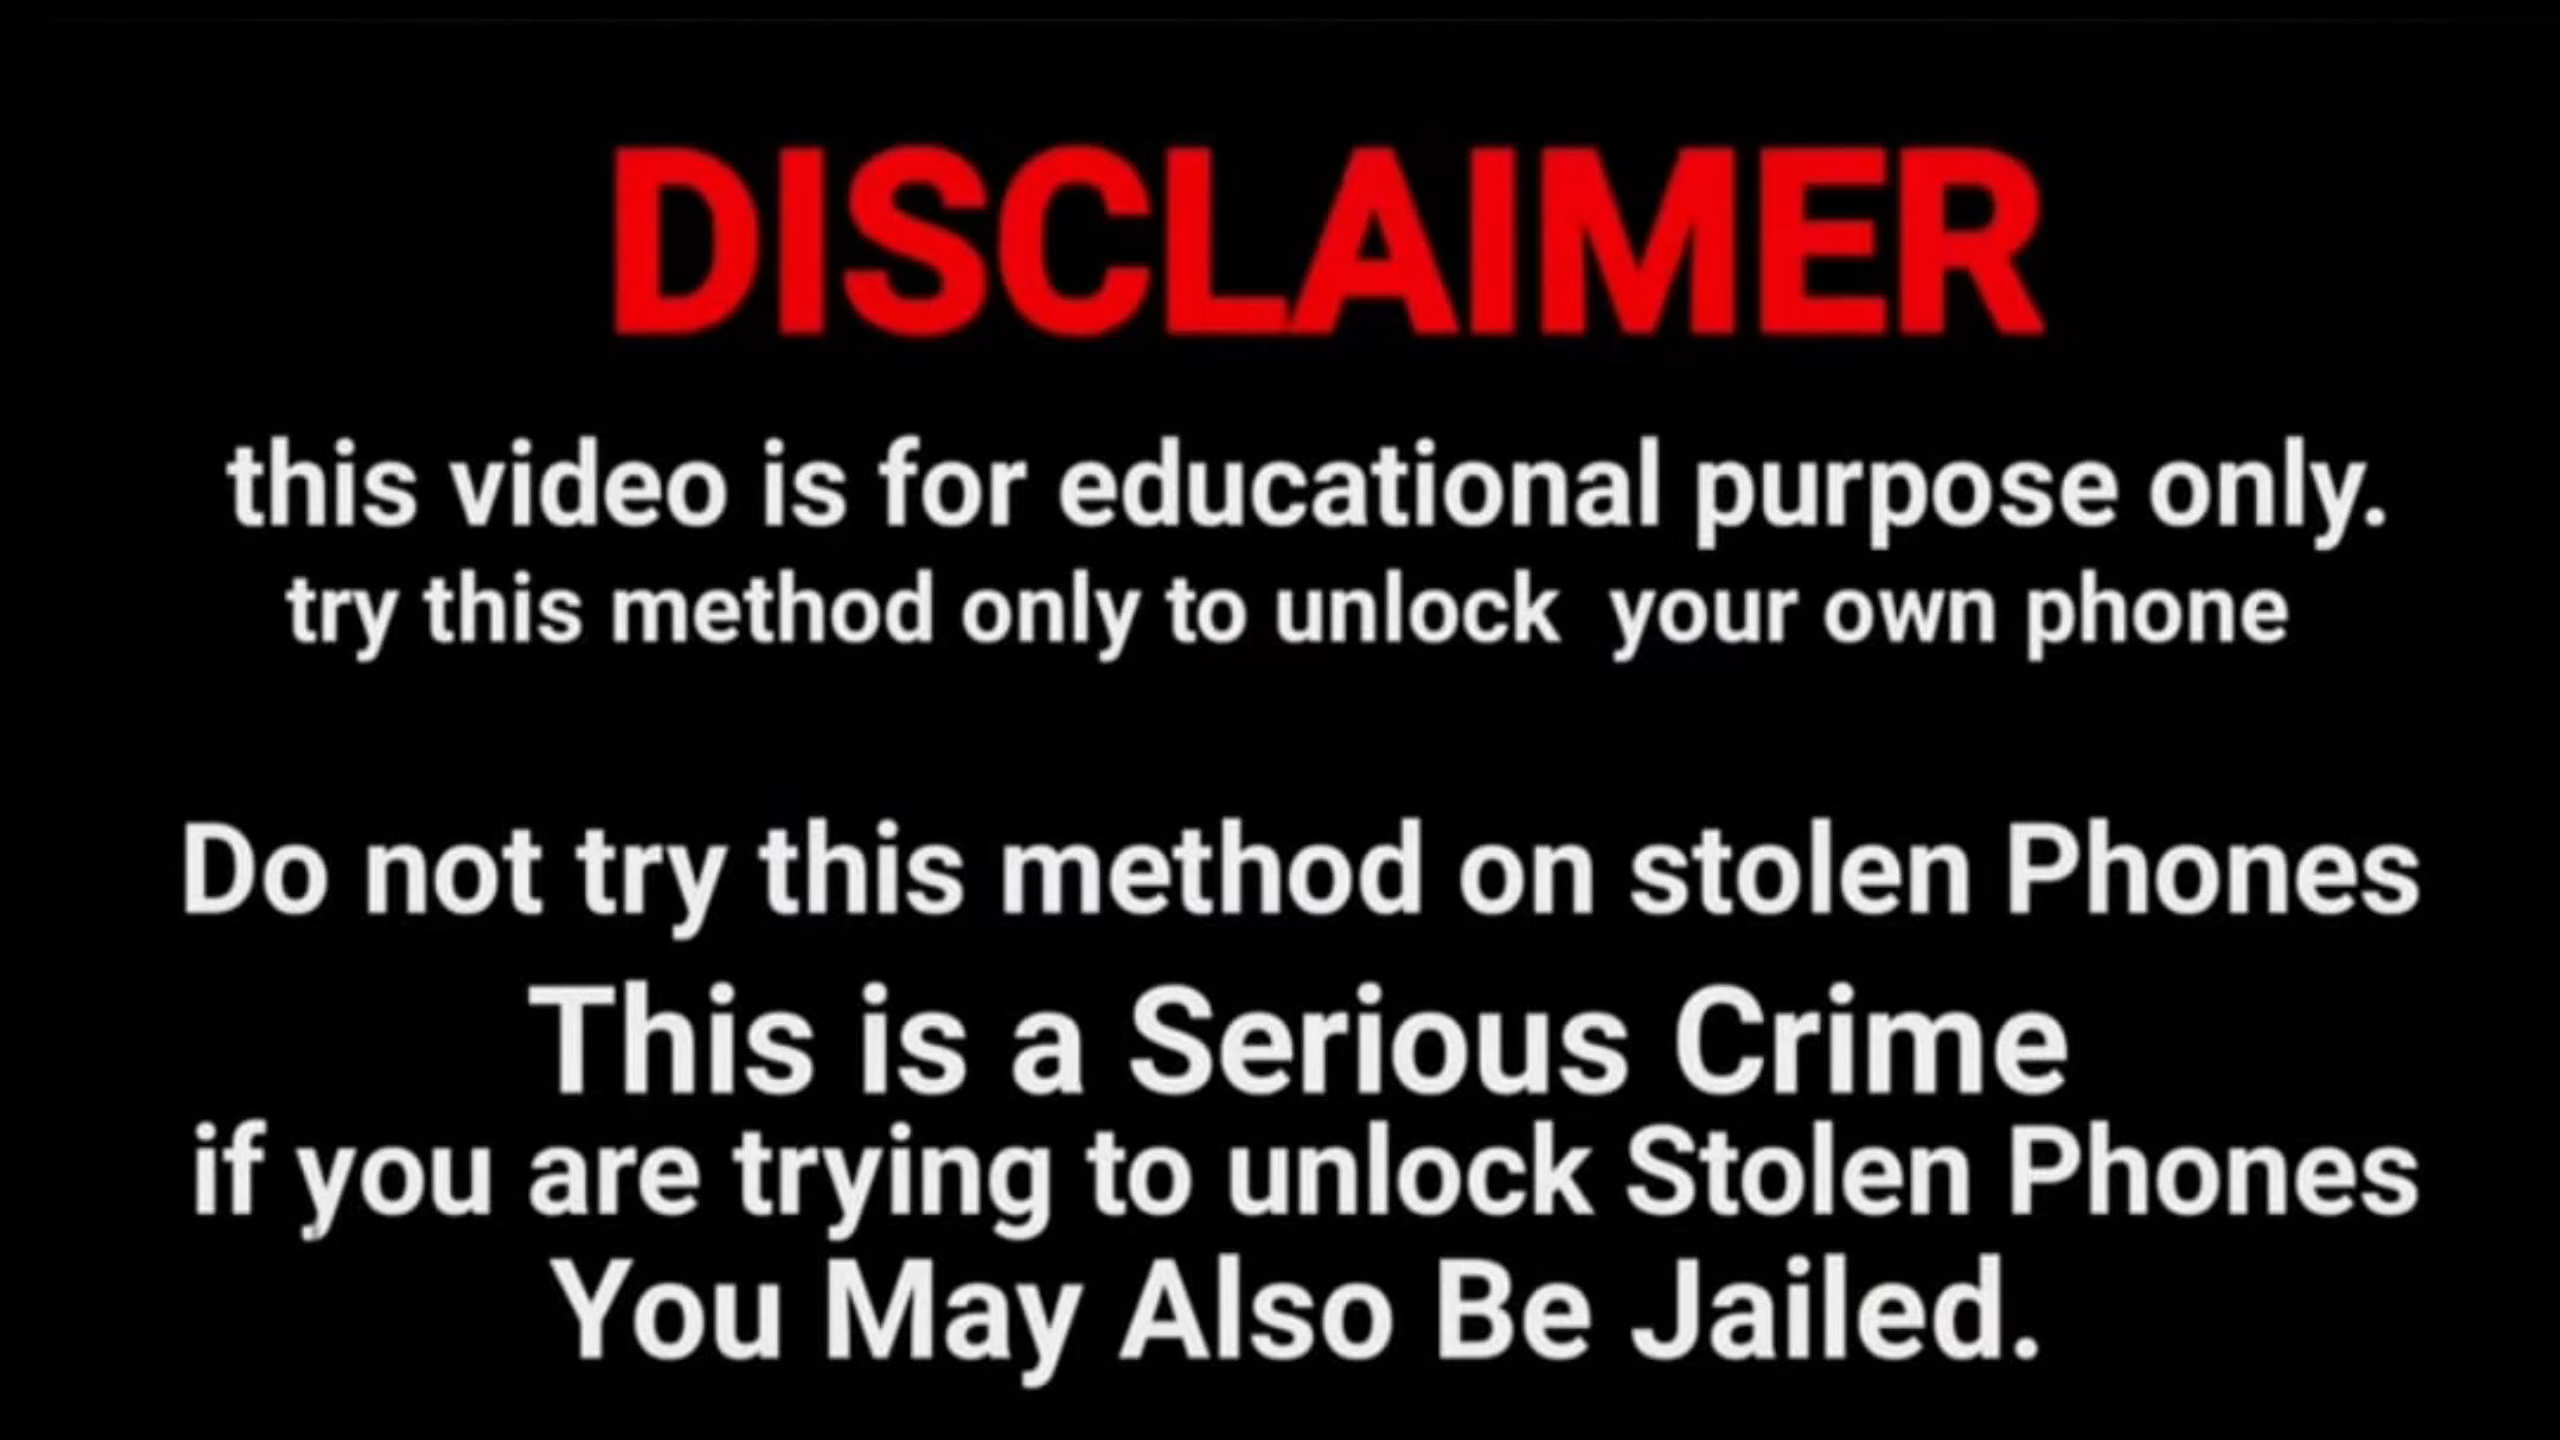 DISCLAIMER
this video is for educational purpose only.
try this method only to unlock  your own phone
Do not try this method on stolen Phones
This is a Serious Crime
if you are trying to unlock Stolen Phones
You May Also Be Jailed.